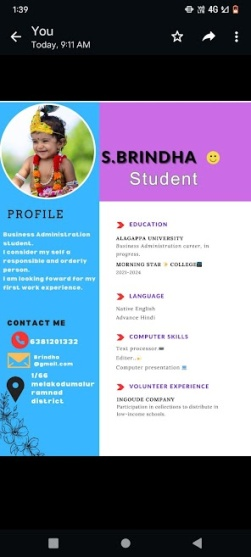 1:39
4G
You
Today, 9:11 AM
S.BRINDHA
Student
PROFILE
Business Administration
student.
I consider my self a
responsible and orderly
person.
I am looking foward for my
first work experience.
CONTACT ME
6381201332
Brindha
@gmail.com
1/66
melakodumalur
ramnad
district
EDUCATION
ALAGAPPA UNIVERSITY
Business Administration career, in
progress.
MORNING STAR COLLEGE
2021-2024
LANGUAGE
Native English
Advance Hindi
COMPUTER SKILLS
Text processor
Editor.
Computer presentation
VOLUNTEER EXPERIENCE
INGOUDE COMPANY
Participation in collections to distribute in
low-income schools.